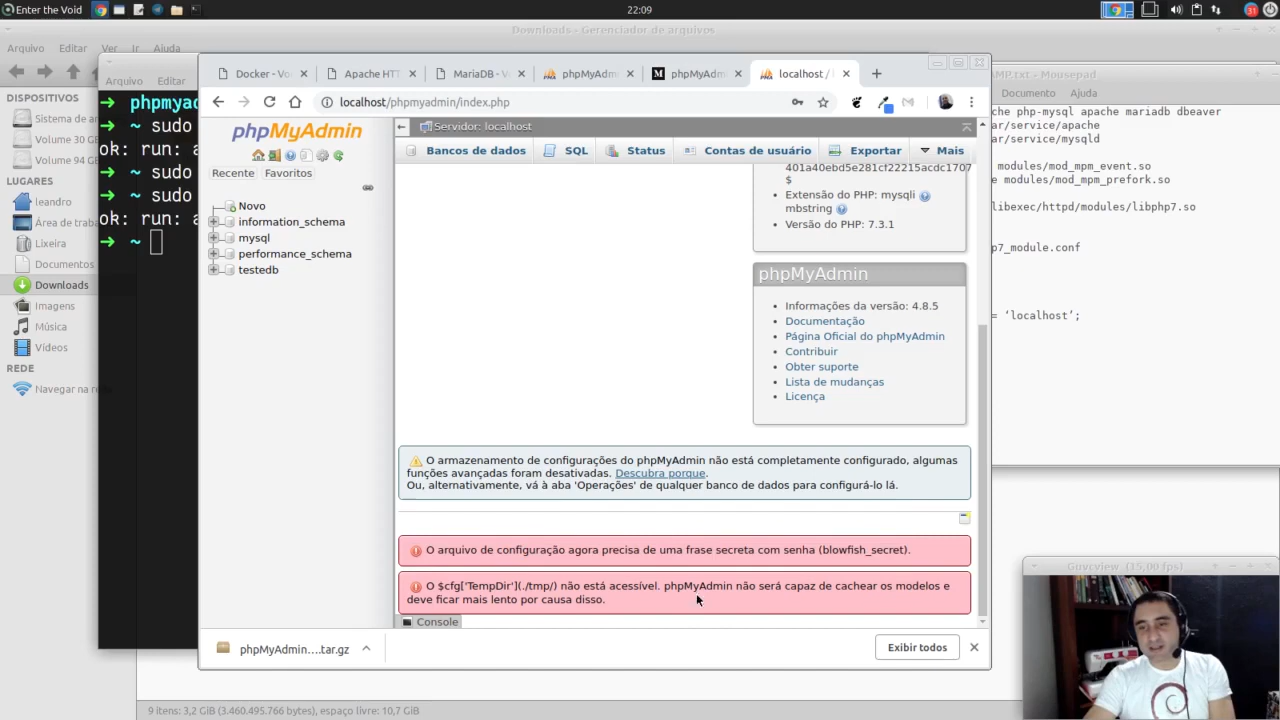 Enter the Void
22:09
31
Downloads - Gerenciador de arquivos
Arquivo Editar Ver Ir Ajuda
DISPOSITIVOS
Sistema de ar
Volume 30 G
Volume 94 G
LUGARES
leandro
Área de traba
Lixeira
Documentos
Downloads
Imagens
Música
Vídeos
REDE
Navegar na rede
9 itens: 3,2 GiB (3.460.495.766 bytes), espaço livre: 10,7 GiB
Arquivo Editar
➜ phpmyad
➜ ~ sudo
ok: run: a
➜ ~ sudo
➜ ~ sudo
ok: run: a
➜ ~
Docker - Vo
Apache HTT
MariaDB - V
phpMyAdm
phpMyAdm
localhost /
localhost/phpmyadmin/index.php
phpMyAdmin
Recente Favoritos
Novo
information_schema
mysql
performance_schema
testedb
Servidor: localhost
Bancos de dados SQL Status Contas de usuário Exportar Mais
401a40ebd5e281cf22215acdc1707
$
Extensão do PHP: mysqli
mbstring
Versão do PHP: 7.3.1
phpMyAdmin
Informações da versão: 4.8.5
Documentação
Página Oficial do phpMyAdmin
Contribuir
Obter suporte
Lista de mudanças
Licença
O armazenamento de configurações do phpMyAdmin não está completamente configurado, algumas
funções avançadas foram desativadas. Descubra porque.
Ou, alternativamente, vá à aba 'Operações' de qualquer banco de dados para configurá-lo lá.
O arquivo de configuração agora precisa de uma frase secreta com senha (blowfish_secret).
O $cfg['TempDir'](./tmp/) não está acessível. phpMyAdmin não será capaz de cachear os modelos e
deve ficar mais lento por causa disso.
Console
phpMyAdmin....tar.gz
Exibir todos
AMP.txt - Mousepad
Documento Ajuda
ache php-mysql apache mariadb dbeaver
ar/service/apache
ar/service/mysqld
modules/mod_mpm_event.so
e modules/mod_mpm_prefork.so
libexec/httpd/modules/libphp7.so
p7_module.conf
= ‘localhost’;
Guvcview (15,00 fps)